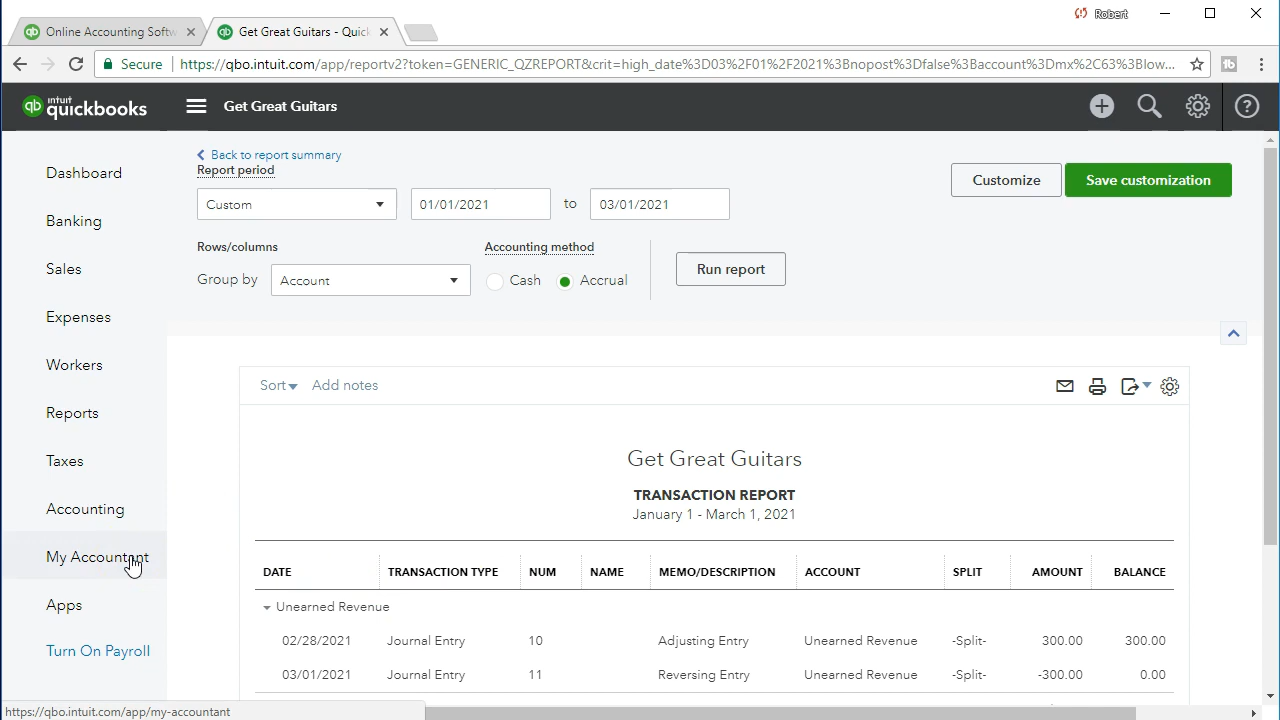 Online Accounting Softw
Get Great Guitars - Quick
Robert
Secure https://qbo.intuit.com/app/reportv2?token=GENERIC_QZREPORT&crit=high_date%3D03%2F01%2F2021%3Bnopost%3Dfalse%3Baccount%3Dmx%2C63%3Blow...
intuit
quickbooks
Get Great Guitars
Dashboard
Banking
Sales
Expenses
Workers
Reports
Taxes
Accounting
My Accountant
Apps
Turn On Payroll
Back to report summary
Report period
Custom 01/01/2021 to 03/01/2021
Customize Save customization
Rows/columns Accounting method
Group by Account Cash Accrual Run report
Sort Add notes
Get Great Guitars
TRANSACTION REPORT
January 1 - March 1, 2021
DATE TRANSACTION TYPE NUM NAME MEMO/DESCRIPTION ACCOUNT SPLIT AMOUNT BALANCE
Unearned Revenue
02/28/2021 Journal Entry 10 Adjusting Entry Unearned Revenue -Split- 300.00 300.00
03/01/2021 Journal Entry 11 Reversing Entry Unearned Revenue -Split- -300.00 0.00
https://qbo.intuit.com/app/my-accountant